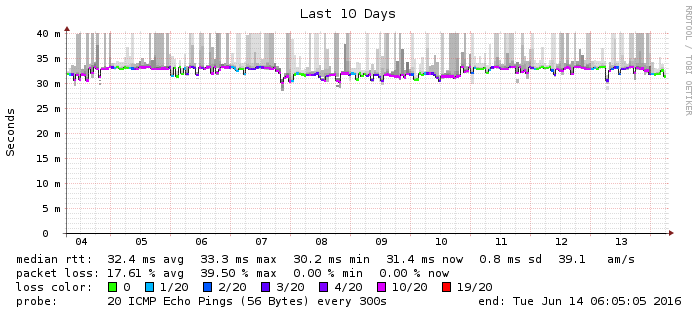 Last 10 Days
RRDTOOL / TOBI OETIKER
Seconds
40 m
35 m
30 m
25 m
20 m
15 m
10 m
5 m
0
04 05 06 07 08 09 10 11 12 13
median rtt: 32.4 ms avg 33.3 ms max 30.2 ms min 31.4 ms now 0.8 ms sd 39.1 am/s
packet loss: 17.61 % avg 39.50 % max 0.00 % min 0.00 % now
loss color: 0 1/20 2/20 3/20 4/20 10/20 19/20
probe: 20 ICMP Echo Pings (56 Bytes) every 300s end: Tue Jun 14 06:05:05 2016